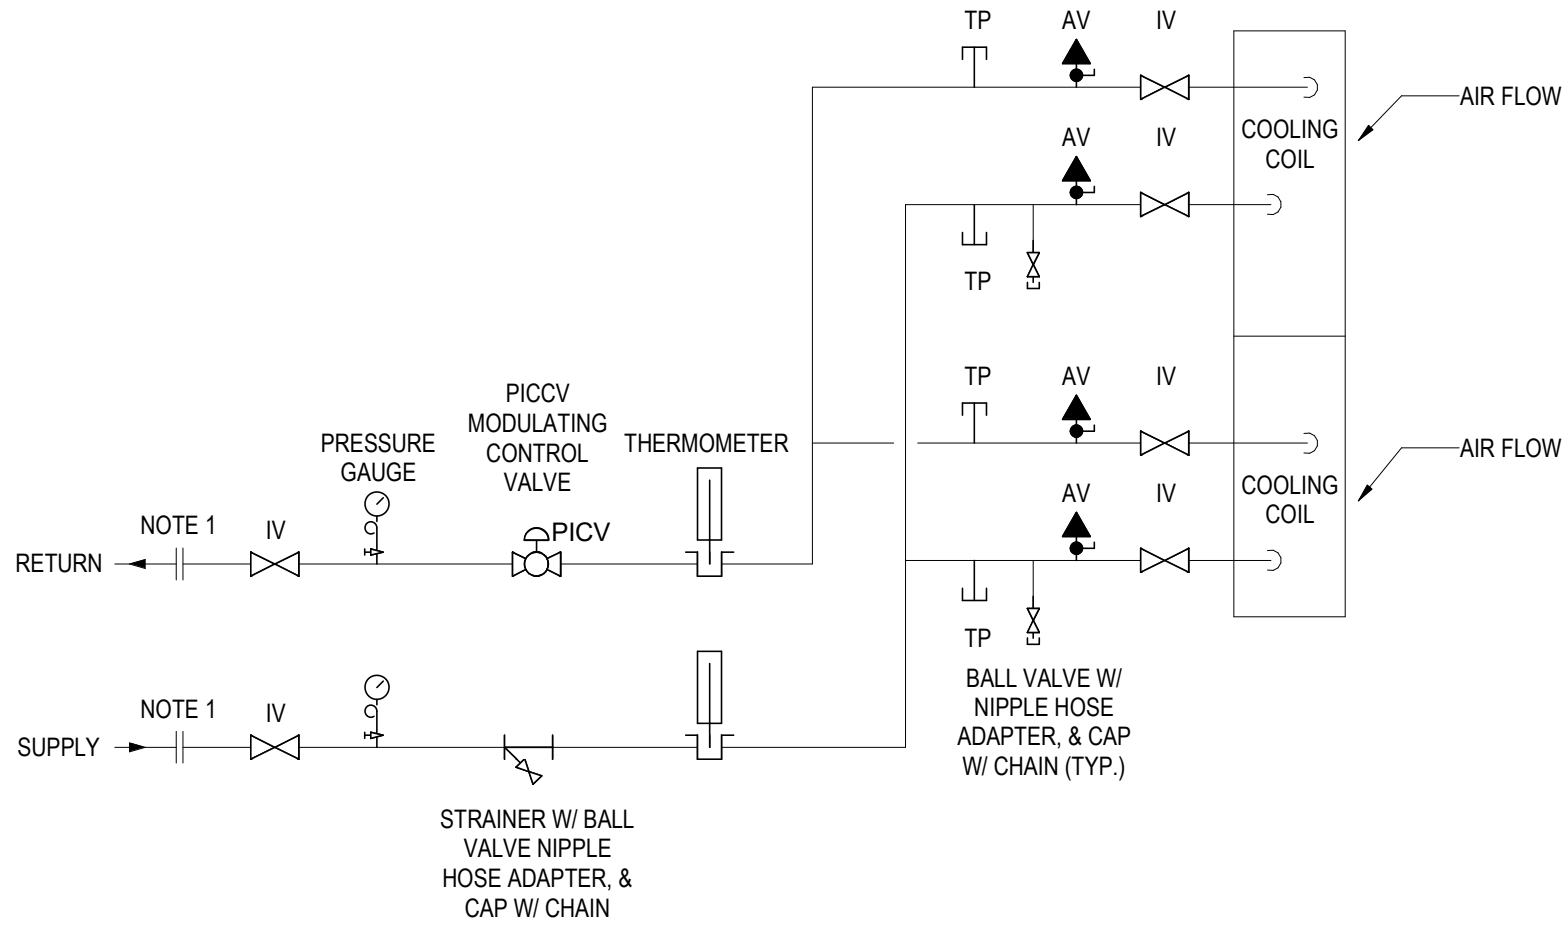 TP
AV
IV
AIR FLOW
COOLING
COIL
AV
IV
TP
TP
AV
IV
AIR FLOW
COOLING
COIL
AV
IV
TP
BALL VALVE W/
NIPPLE HOSE
ADAPTER, & CAP
W/ CHAIN (TYP.)
PICCV
MODULATING
CONTROL
VALVE
PRESSURE
GAUGE
THERMOMETER
NOTE 1
IV
PICV
RETURN
NOTE 1
IV
SUPPLY
STRAINER W/ BALL
VALVE NIPPLE
HOSE ADAPTER, &
CAP W/ CHAIN